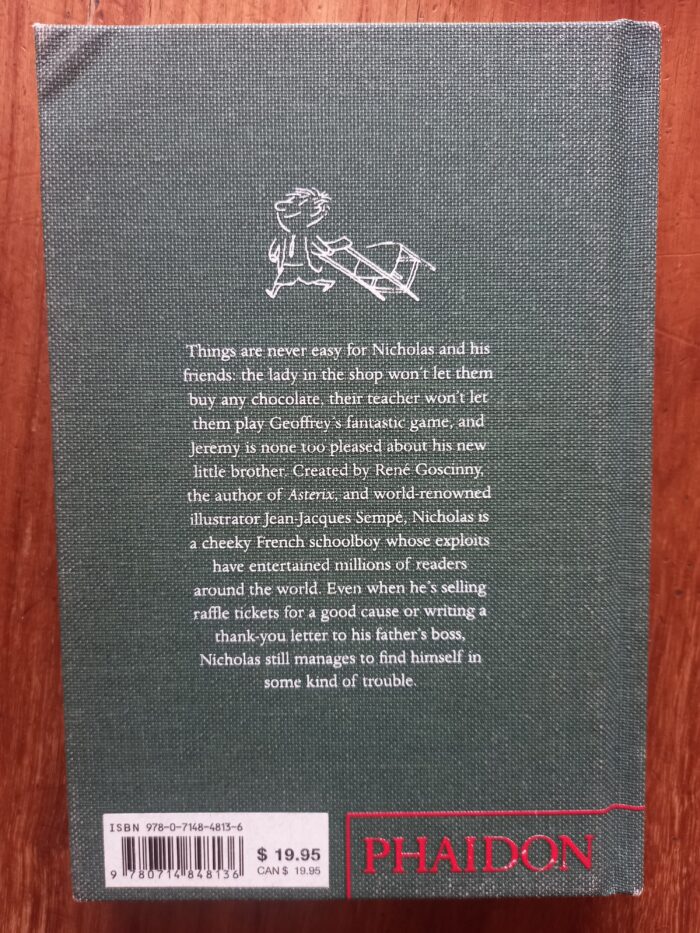 Things are never easy for Nicholas and his
friends: the lady in the shop won't let them
buy any chocolate, their teacher won't let
them play Geoffrey's fantastic game, and
Jeremy is none too pleased about his new
little brother. Created by René Goscinny,
the author of Asterix, and world-renowned
illustrator Jean-Jacques Sempé, Nicholas is
a cheeky French schoolboy whose exploits
have entertained millions of readers
around the world. Even when he's selling
raffle tickets for a good cause or writing a
thank-you letter to his father's boss,
Nicholas still manages to find himself in
some kind of trouble.
ISBN 978-0-7148-4813-6
9 780714 848136
$ 19.95
CAN $ 19.95
PHAIDON